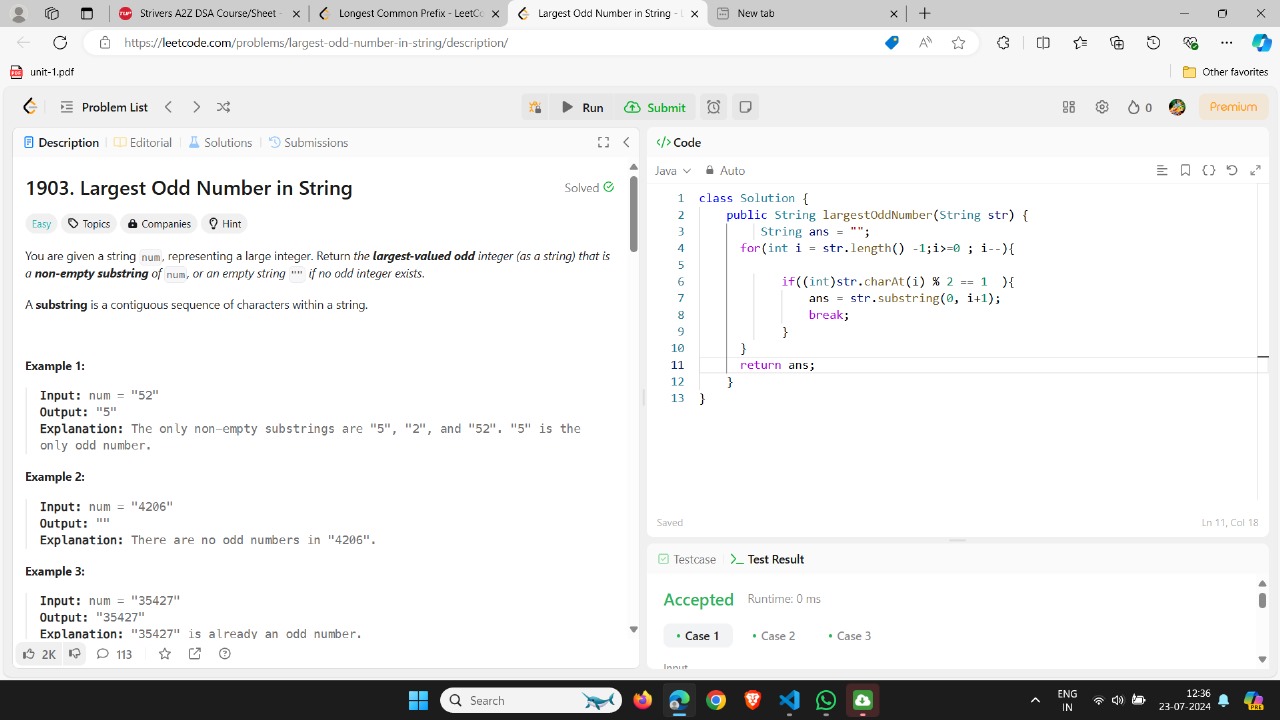 Strivers A2Z DSA Course/Sheet -
Longest Common Prefix - LeetCo
Largest Odd Number in String - L
New tab
https://leetcode.com/problems/largest-odd-number-in-string/description/
unit-1.pdf
Other favorites
Problem List
Run
Submit
0
Premium
Description
Editorial
Solutions
Submissions
1903. Largest Odd Number in String
Solved
Easy
Topics
Companies
Hint
You are given a string num, representing a large integer. Return the largest-valued odd integer (as a string) that is
a non-empty substring of num, or an empty string "" if no odd integer exists.
A substring is a contiguous sequence of characters within a string.
Example 1:
Input: num = "52"
Output: "5"
Explanation: The only non-empty substrings are "5", "2", and "52". "5" is the
only odd number.
Example 2:
Input: num = "4206"
Output: ""
Explanation: There are no odd numbers in "4206".
Example 3:
Input: num = "35427"
Output: "35427"
Explanation: "35427" is already an odd number.
2K
113
</> Code
Java
Auto
1 class Solution {
2 public String largestOddNumber(String str) {
3 String ans = "";
4 for(int i = str.length() -1;i>=0 ; i--){
5
6 if((int)str.charAt(i) % 2 == 1  ){
7 ans = str.substring(0, i+1);
8 break;
9 }
10 }
11 return ans;
12 }
13 }
Saved
Ln 11, Col 18
Testcase
Test Result
Accepted
Runtime: 0 ms
Case 1
Case 2
Case 3
Input
Search
ENG
IN
12:36
23-07-2024
PRE